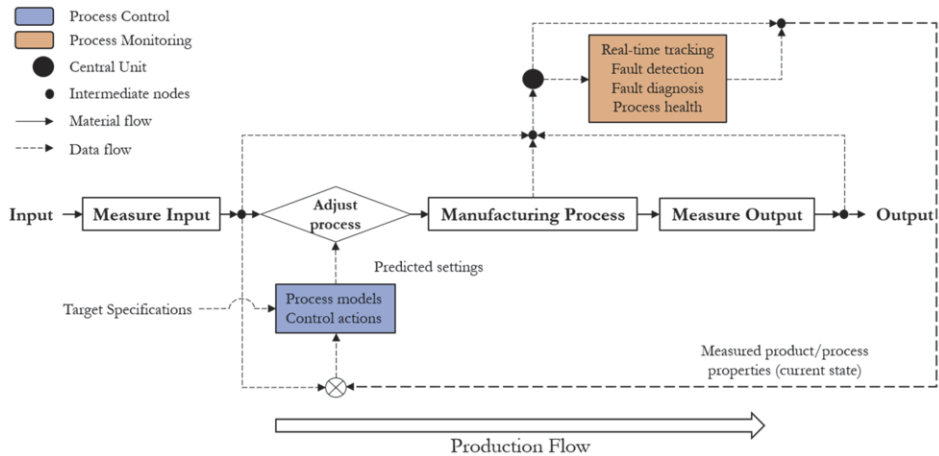 Process Control
Process Monitoring
Central Unit
Intermediate nodes
Material flow
Data flow
Real-time tracking
Fault detection
Fault diagnosis
Process health
Input
Measure Input
Adjust
process
Manufacturing Process
Measure Output
Output
Predicted settings
Target Specifications
Process models
Control actions
Measured product/process
properties (current state)
Production Flow